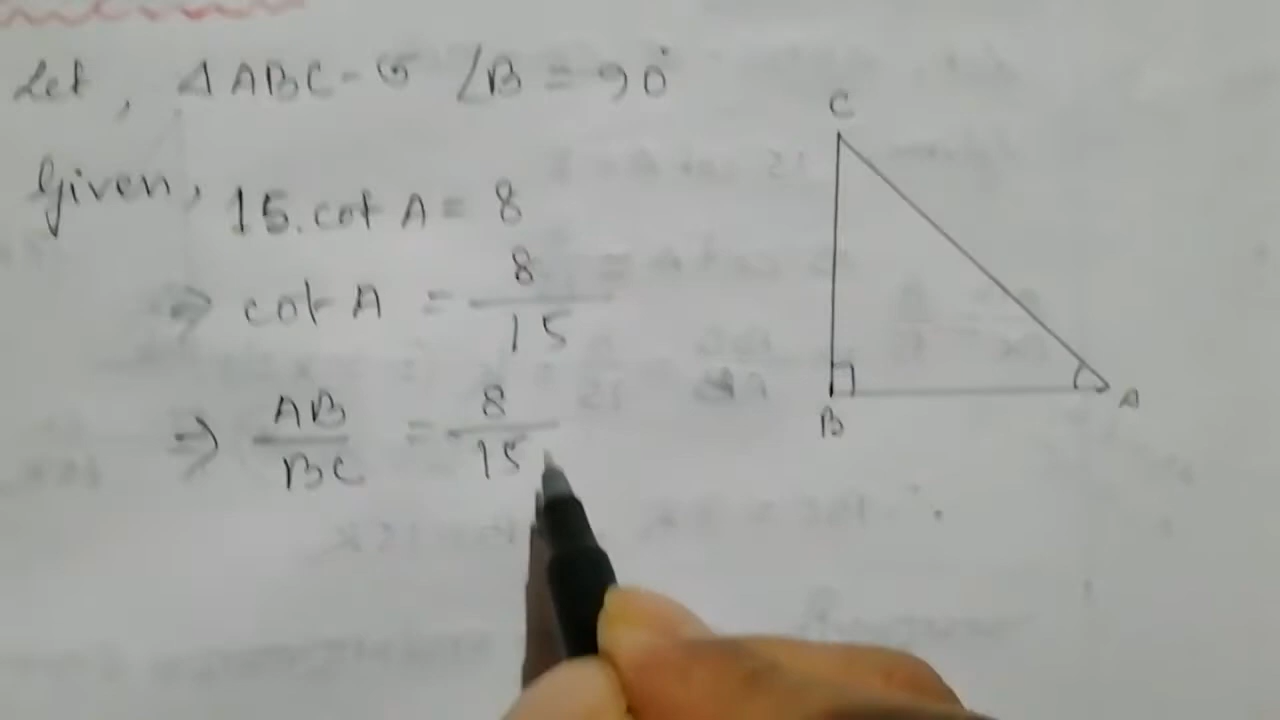 Let, ΔABC-ত ∠B = 90°
Given, 15.cot A = 8
⇒ cot A = 8/15
⇒ AB/BC = 8/15
C
B
A